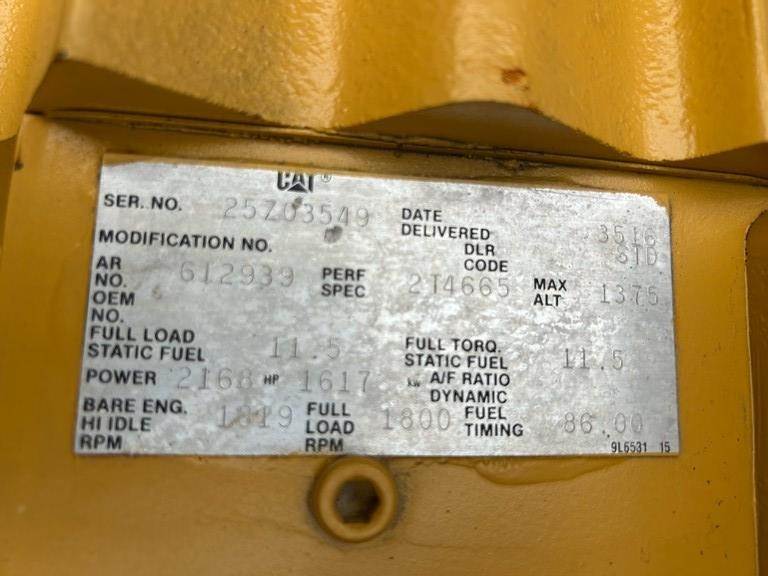 CAT ®
SER. NO. 25Z03549 DATE DELIVERED 3516
MODIFICATION NO. DLR CODE STD
AR NO. 612939 PERF SPEC 2T4665 MAX ALT 1375
OEM NO.
FULL LOAD STATIC FUEL 11.5 FULL TORQ. STATIC FUEL 11.5
POWER 2168 HP 1617 kW A/F RATIO DYNAMIC
BARE ENG. HI IDLE RPM 1819 FULL LOAD RPM 1800 FUEL TIMING 86.00
9L6531 15